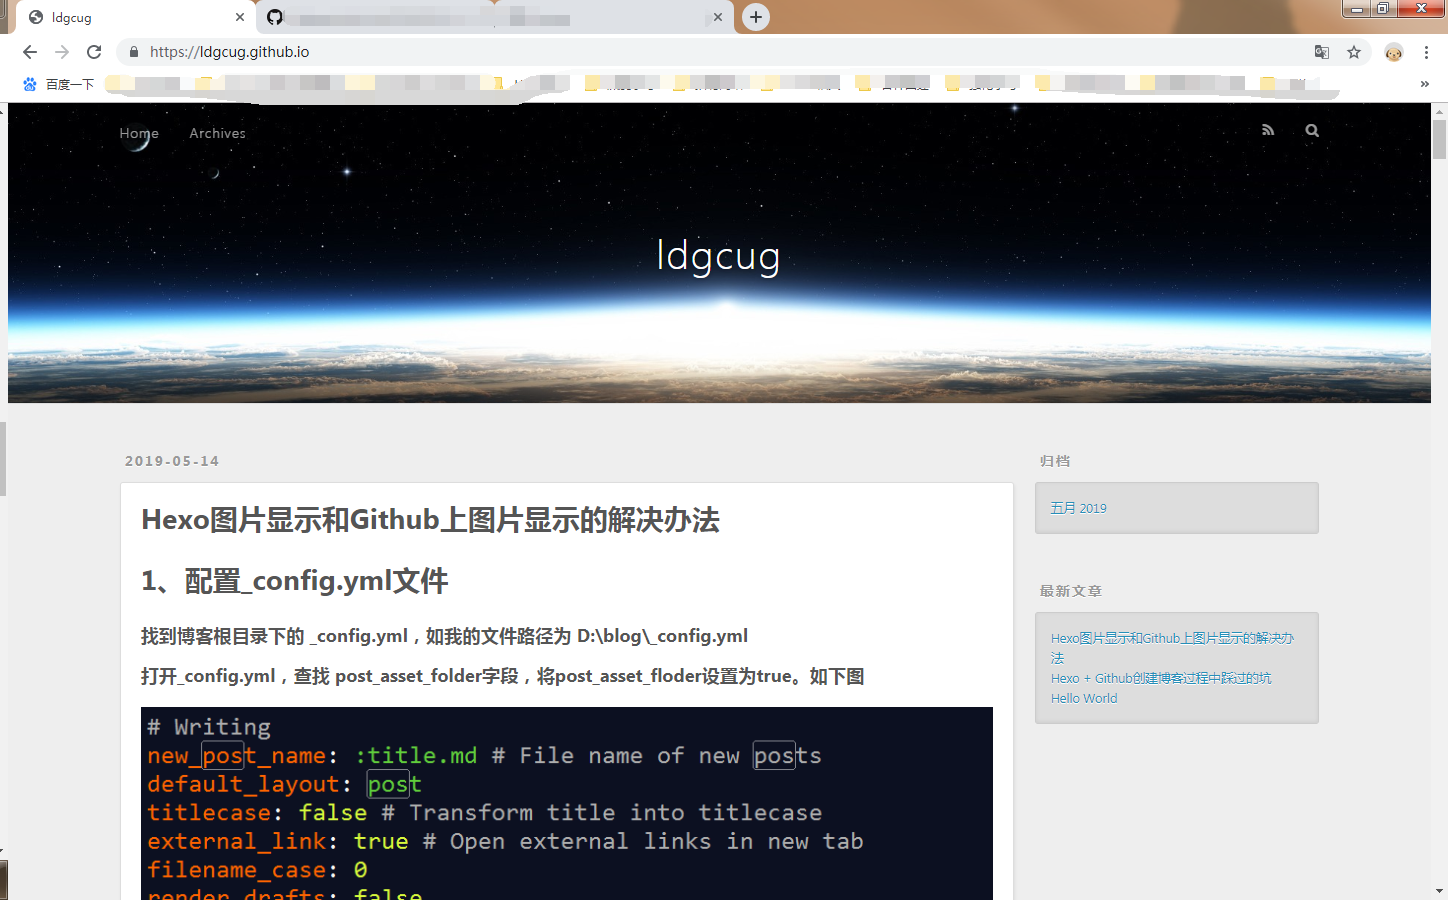 ldgcug
https://ldgcug.github.io
百度一下
Home
Archives
ldgcug
2019-05-14
Hexo图片显示和Github上图片显示的解决办法
1、配置_config.yml文件
找到博客根目录下的 _config.yml，如我的文件路径为 D:\blog\_config.yml
打开_config.yml，查找 post_asset_folder字段，将post_asset_floder设置为true。如下图
# Writing
new_post_name: :title.md # File name of new posts
default_layout: post
titlecase: false # Transform title into titlecase
external_link: true # Open external links in new tab
filename_case: 0
render_drafts: false
归档
五月 2019
最新文章
Hexo图片显示和Github上图片显示的解决办
法
Hexo + Github创建博客过程中踩过的坑
Hello World